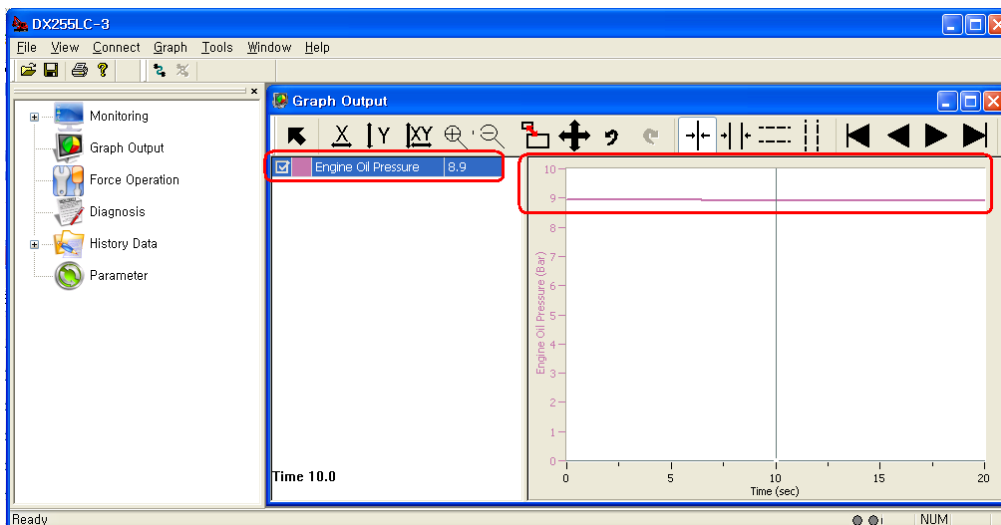 DX255LC-3
File View Connect Graph Tools Window Help
Monitoring
Graph Output
Force Operation
Diagnosis
History Data
Parameter
Graph Output
X Y XY
Engine Oil Pressure 8.9
10
9
8
7
6
5
4
3
2
1
0
Engine Oil Pressure (Bar)
0 5 10 15 20
Time (sec)
Time 10.0
Ready NUM